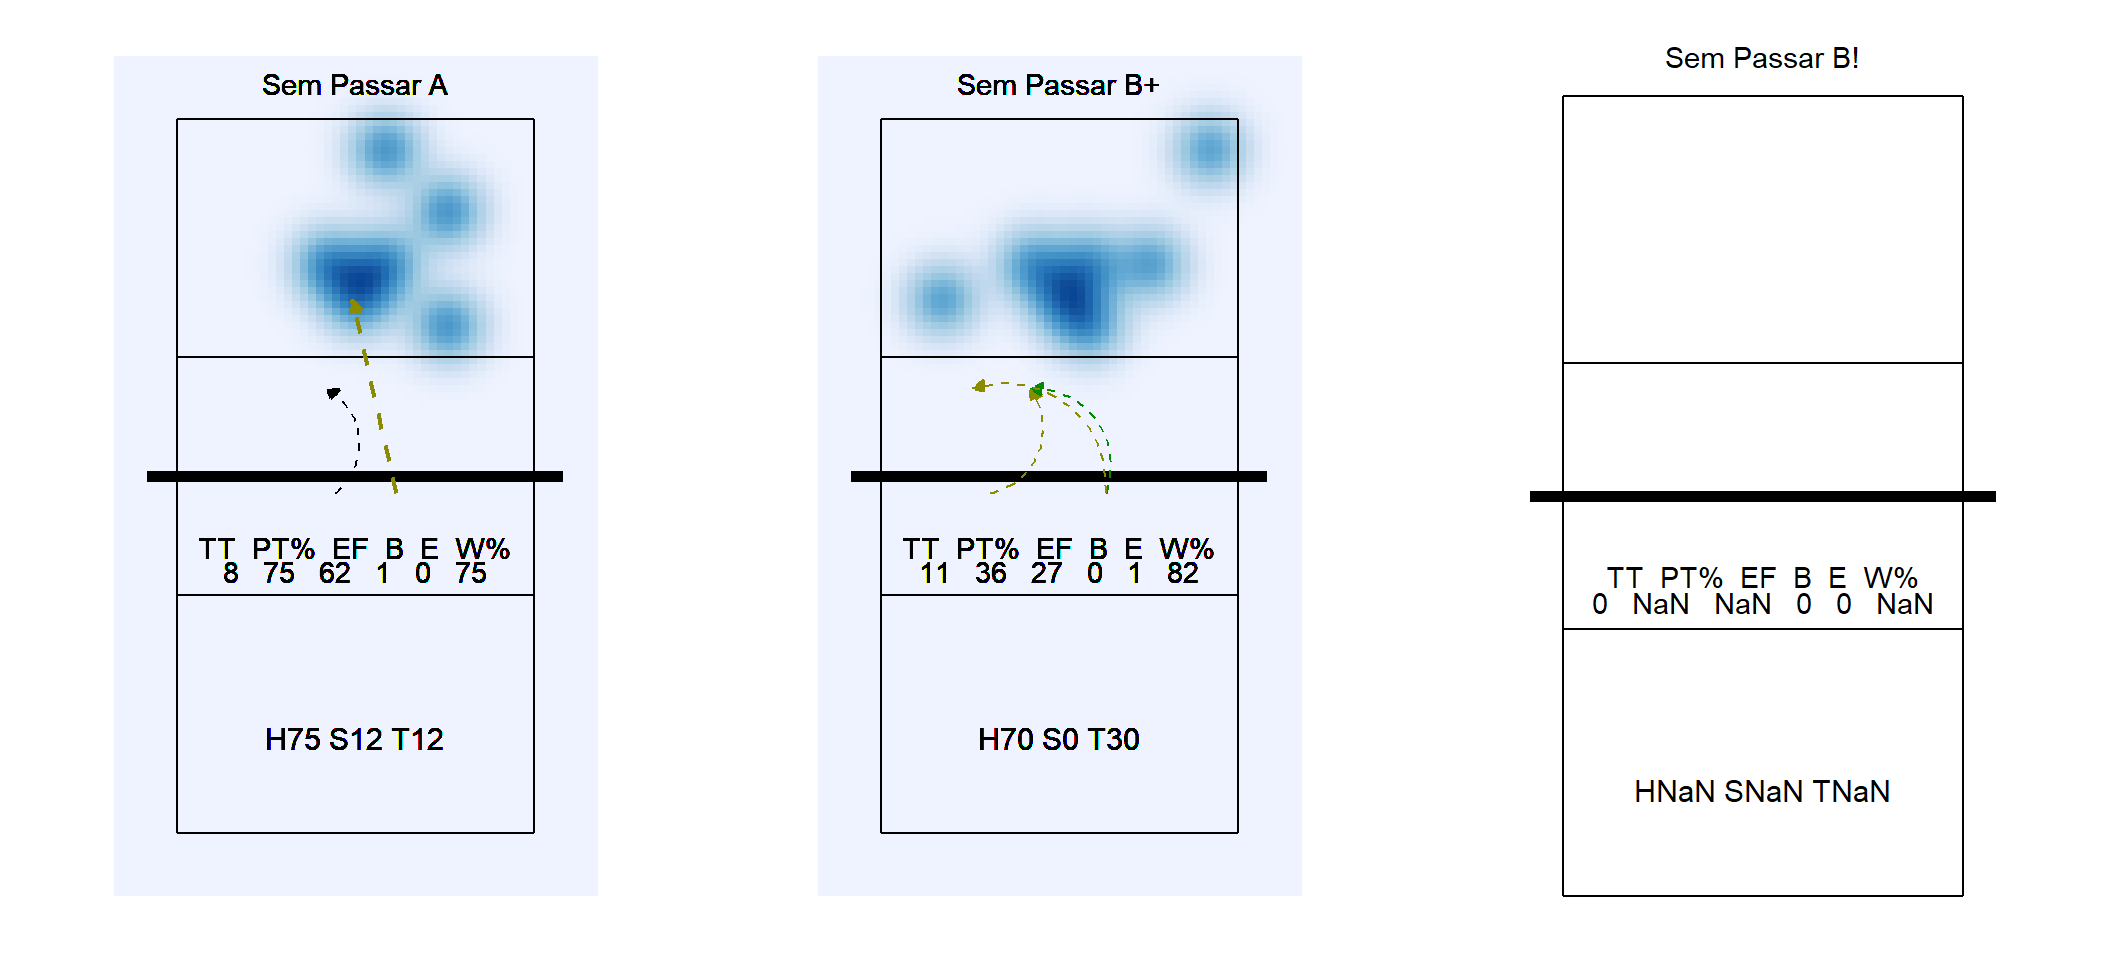 Sem Passar A
TT PT% EF B E W%
8 75 62 1 0 75
H75 S12 T12
Sem Passar B+
TT PT% EF B E W%
11 36 27 0 1 82
H70 S0 T30
Sem Passar B!
TT PT% EF B E W%
0 NaN NaN 0 0 NaN
HNaN SNaN TNaN